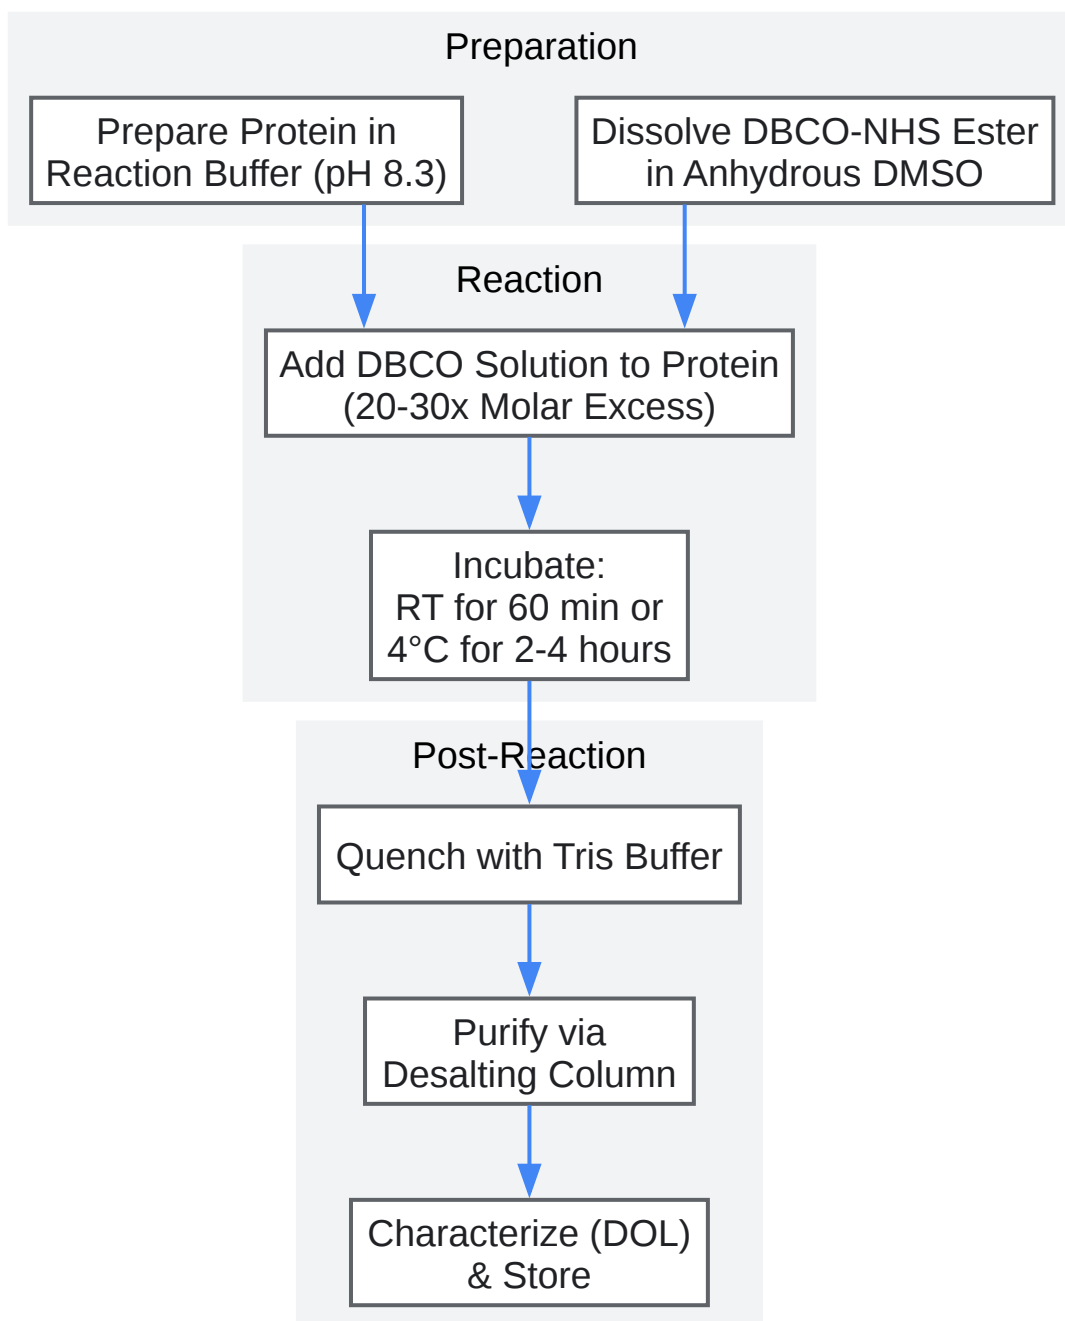 Preparation
Prepare Protein in
Reaction Buffer (pH 8.3)
Dissolve DBCO-NHS Ester
in Anhydrous DMSO
Reaction
Add DBCO Solution to Protein
(20-30x Molar Excess)
Incubate:
RT for 60 min or
4°C for 2-4 hours
Post-Reaction
Quench with Tris Buffer
Purify via
Desalting Column
Characterize (DOL)
& Store